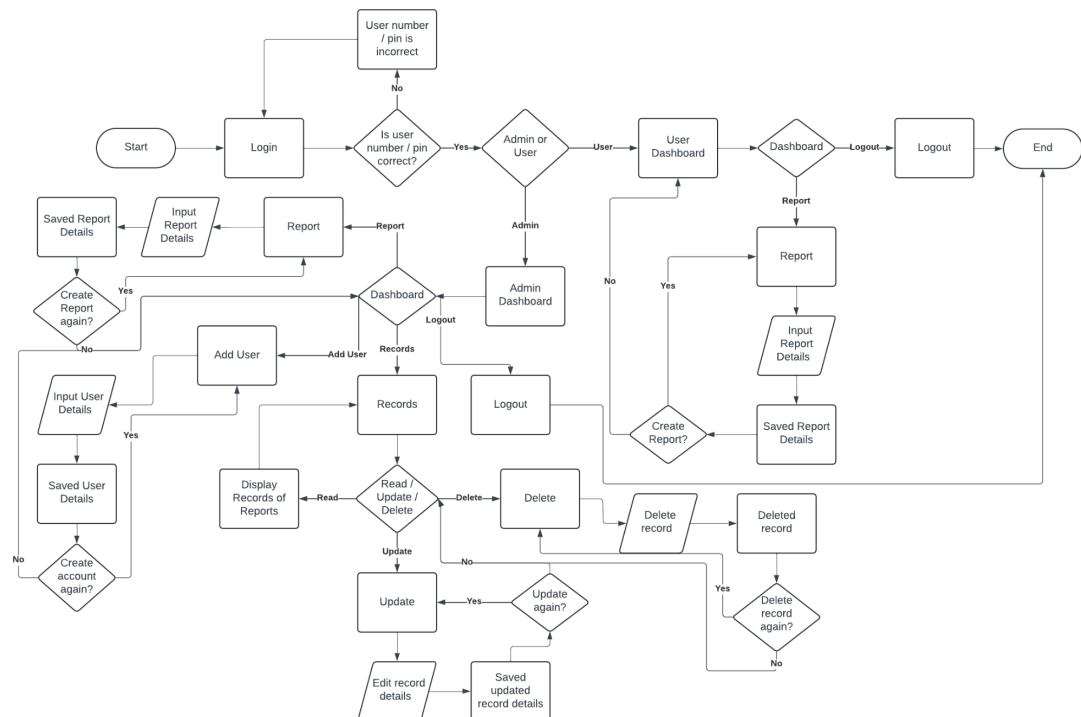 User number
/ pin is
incorrect
No
Start
Login
Is user
number / pin
correct?
Yes
Admin or
User
User
User
Dashboard
Dashboard
Logout
Logout
End
Report
Admin
Saved Report
Details
Input
Report
Details
Report
Report
Report
Create
Report
again?
Yes
Dashboard
Admin
Dashboard
Logout
No
Yes
Input
Report
Details
No
Add User
Add User
Records
Input User
Details
Yes
Records
Logout
Create
Report?
Saved Report
Details
Saved User
Details
Display
Records of
Reports
Read
Read /
Update /
Delete
Delete
Delete
Delete
record
Deleted
record
Update
No
No
Create
account
again?
Update
Yes
Update
again?
Yes
Delete
record
again?
No
Edit record
details
Saved
updated
record details